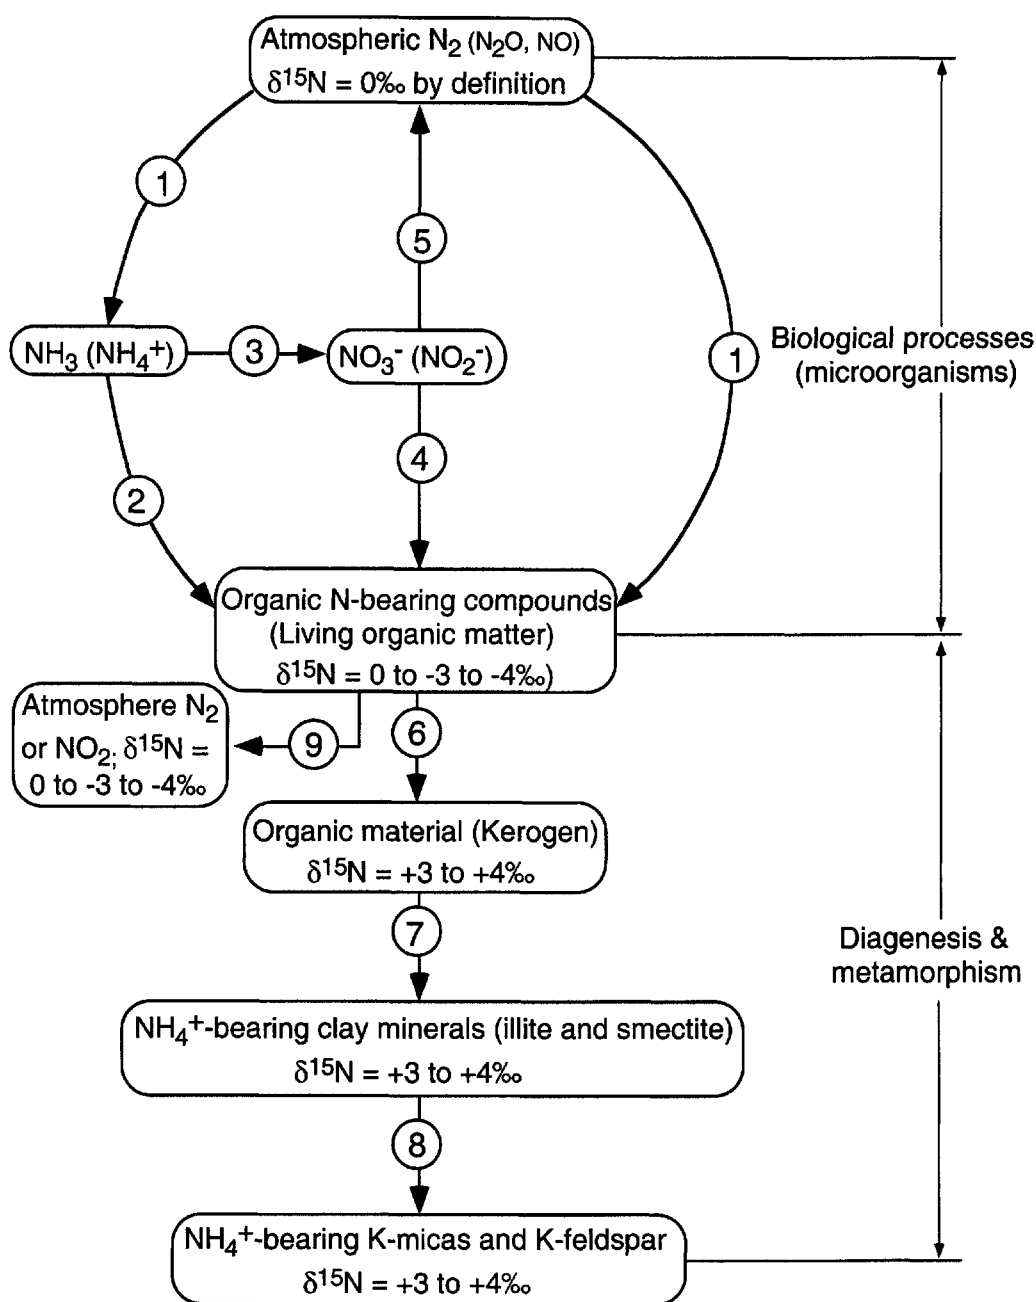 Atmospheric N₂ (N₂O, NO)
δ¹⁵N = 0‰ by definition
1
5
NH₃ (NH₄⁺)
3
NO₃⁻ (NO₂⁻)
1
Biological processes
(microorganisms)
4
2
Organic N-bearing compounds
(Living organic matter)
δ¹⁵N = 0 to -3 to -4‰)
Atmosphere N₂
or NO₂; δ¹⁵N =
0 to -3 to -4‰
9
6
Organic material (Kerogen)
δ¹⁵N = +3 to +4‰
7
Diagenesis &
metamorphism
NH₄⁺-bearing clay minerals (illite and smectite)
δ¹⁵N = +3 to +4‰
8
NH₄⁺-bearing K-micas and K-feldspar
δ¹⁵N = +3 to +4‰